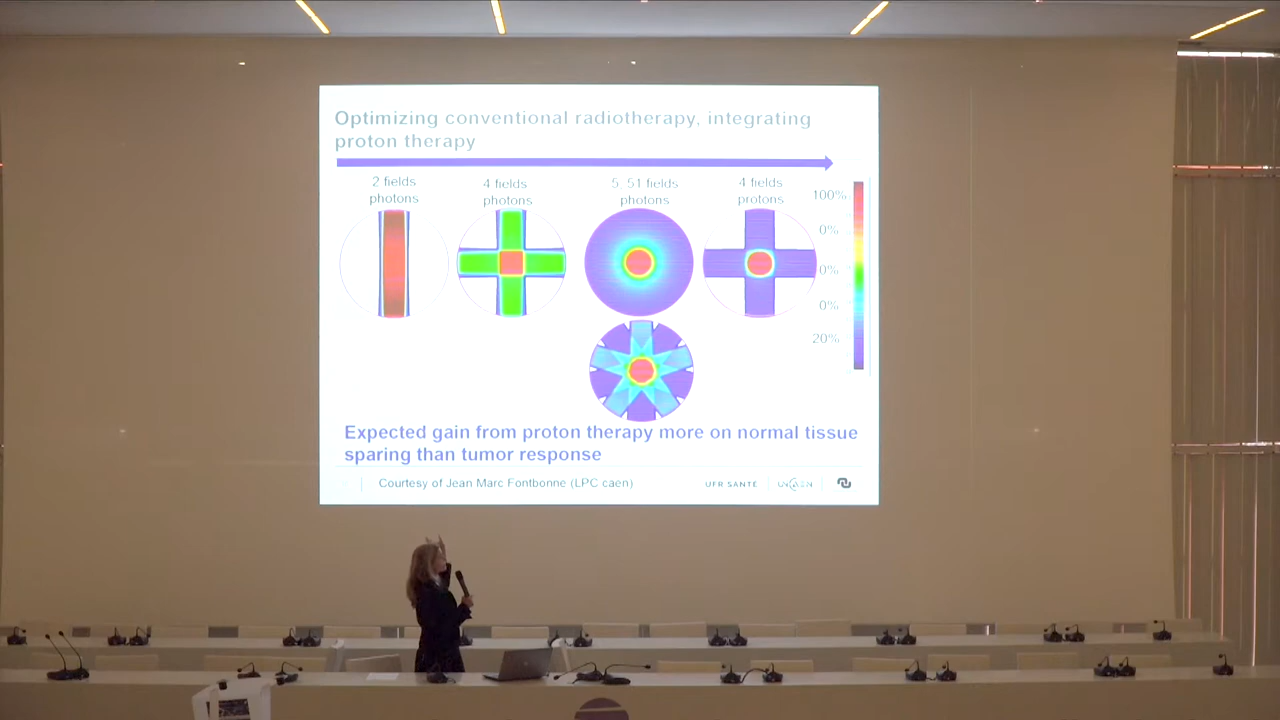 Optimizing conventional radiotherapy, integrating
proton therapy
2 fields
photons
4 fields
photons
5, 51 fields
photons
4 fields
protons
100%
0%
0%
0%
20%
Expected gain from proton therapy more on normal tissue
sparing than tumor response
Courtesy of Jean Marc Fontbonne (LPC caen)
UFR SANTÉ